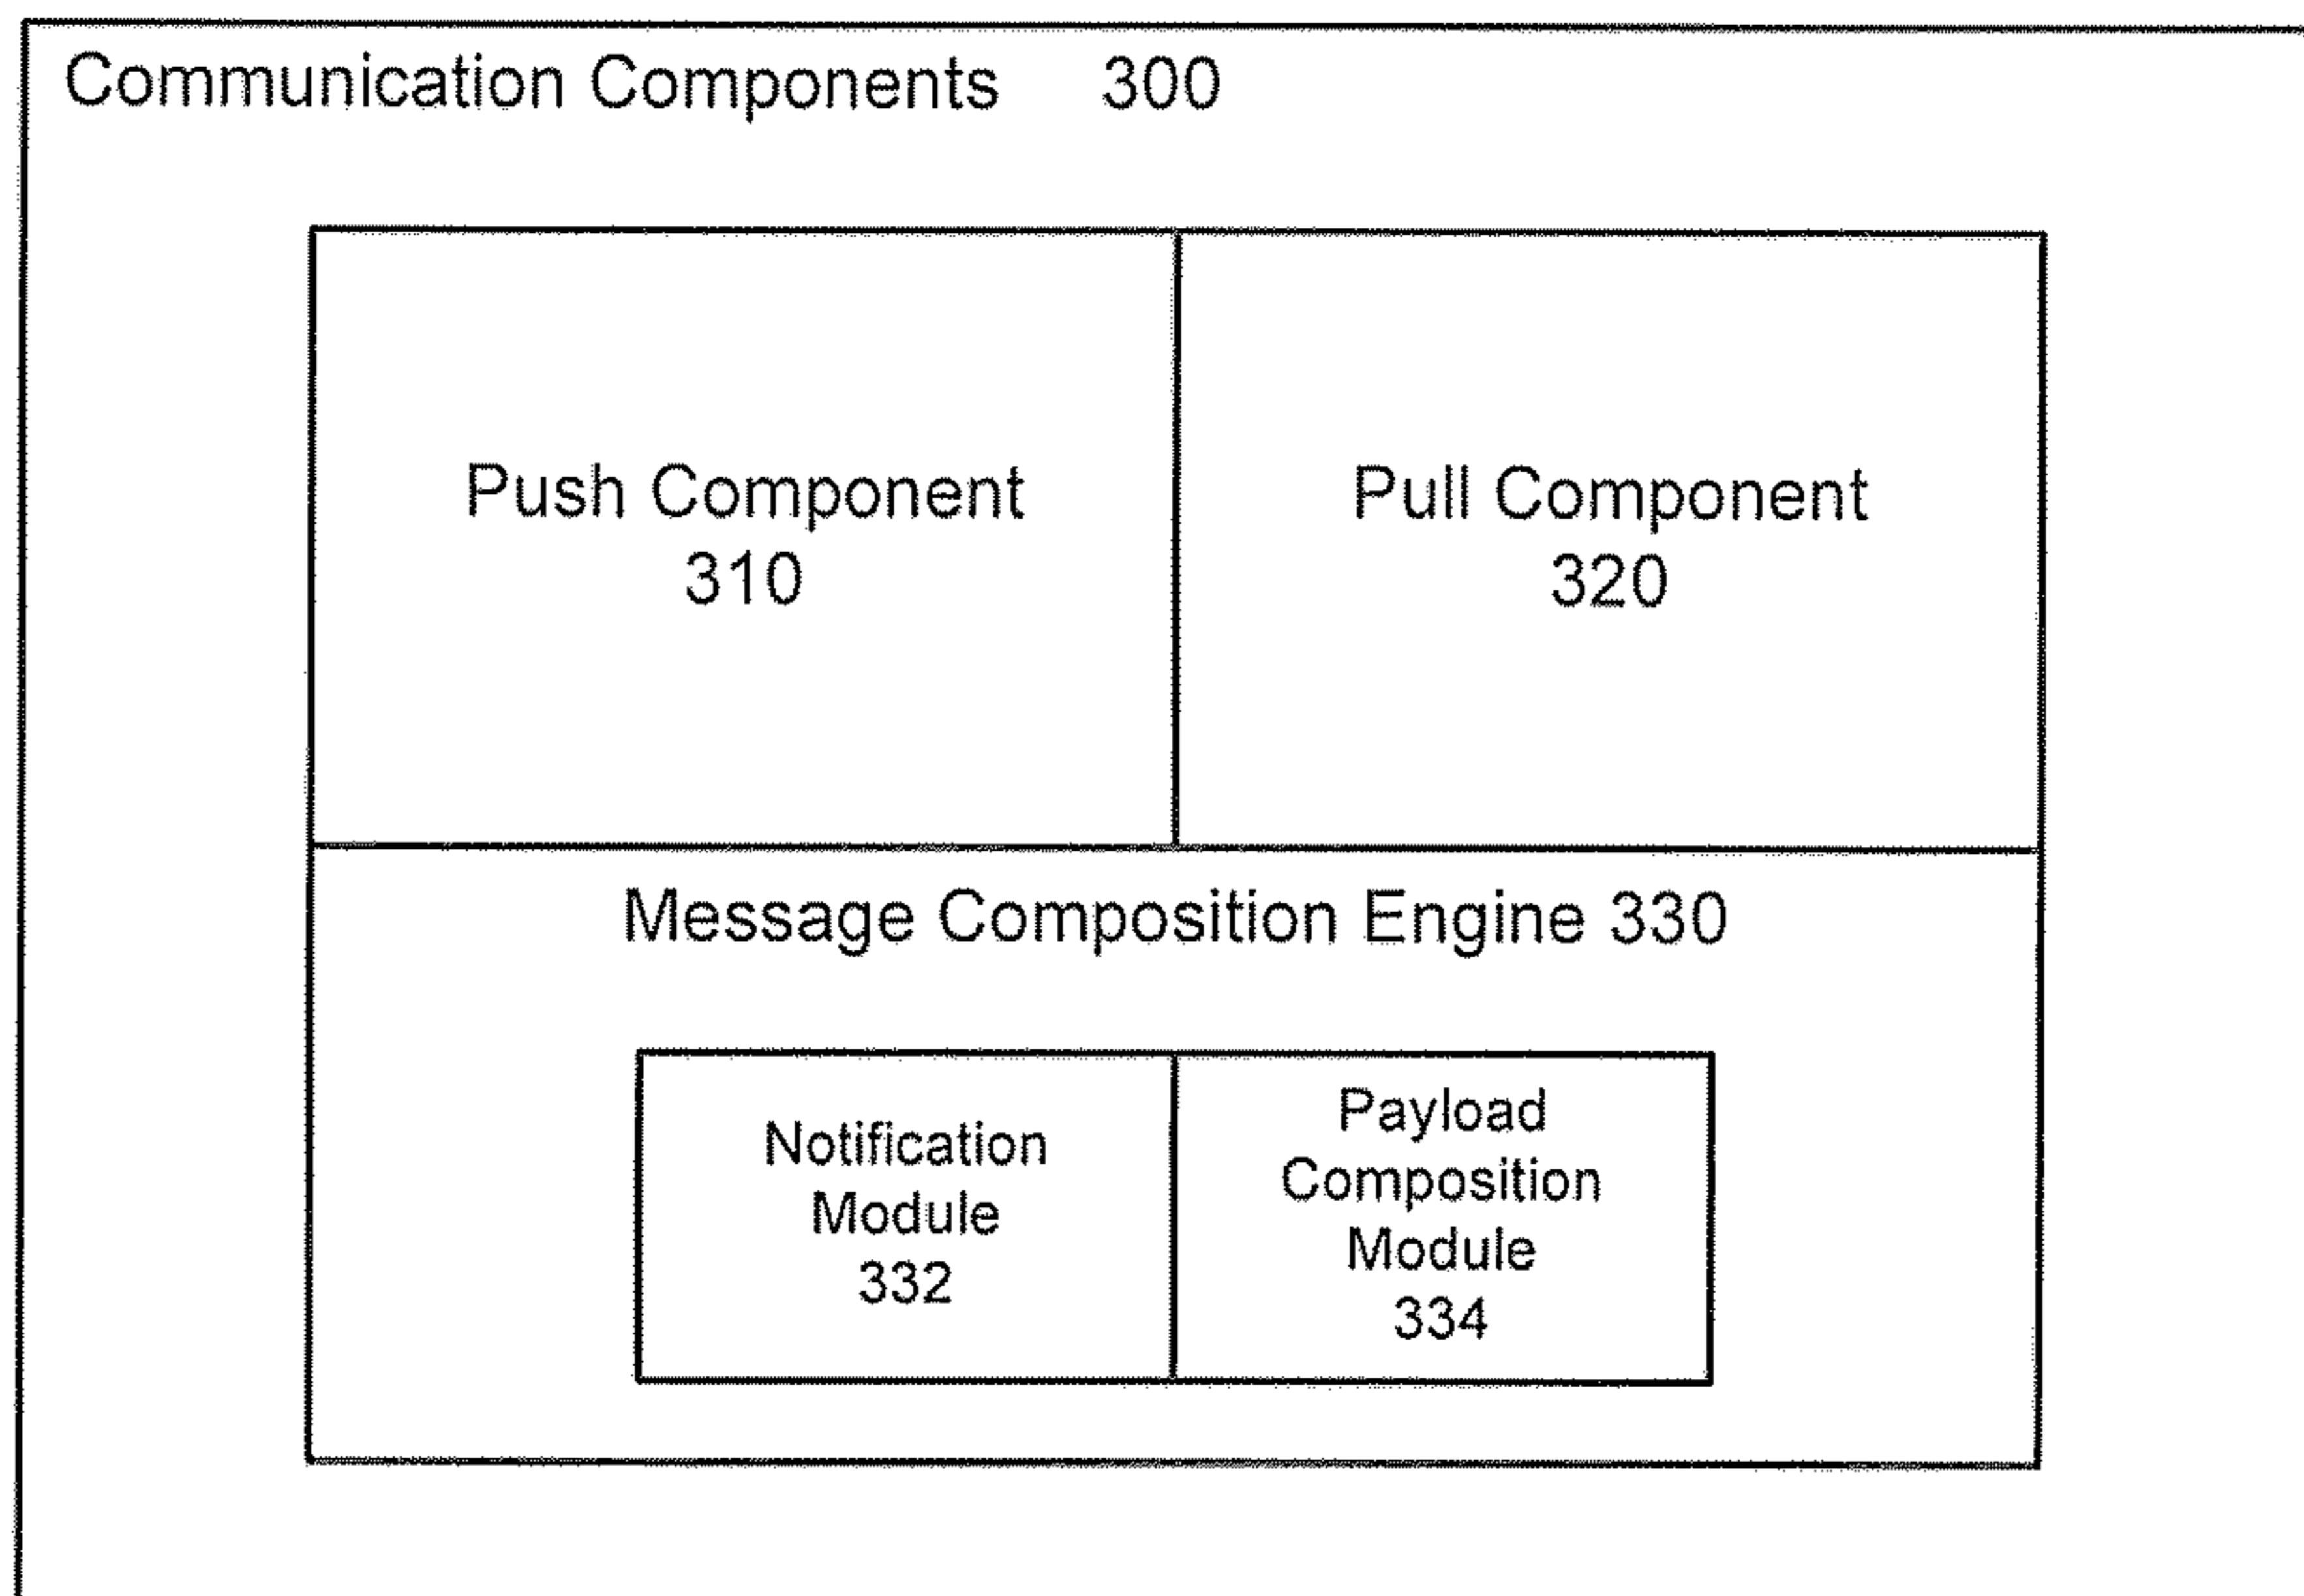 Communication Components 300
Push Component
310
Pull Component
320
Message Composition Engine 330
Notification
Module
332
Payload
Composition
Module
334